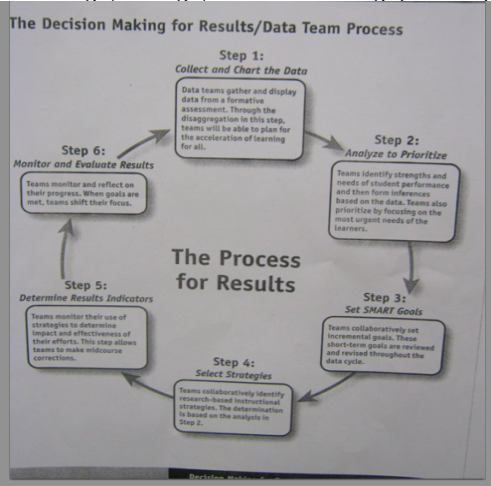 The Decision Making for Results/Data Team Process
Step 1:
Collect and Chart the Data
Data teams gather and display
data from a formative
assessment. Through the
disaggregation in this step,
teams will be able to plan for
the acceleration of learning
for all.
Step 2:
Analyze to Prioritize
Teams identify strengths and
needs of student performance
and then form inferences
based on the data. Teams also
prioritize by focusing on the
most urgent needs of the
learners.
Step 3:
Set SMART Goals
Teams collaboratively set
incremental goals. These
short-term goals are reviewed
and revised throughout the
data cycle.
Step 4:
Select Strategies
Teams collaboratively identify
research-based instructional
strategies. The determination
is based on the analysis in
Step 2.
Step 5:
Determine Results Indicators
Teams monitor their use of
strategies to determine
impact and effectiveness of
their efforts. This step allows
teams to make midcourse
corrections.
Step 6:
Monitor and Evaluate Results
Teams monitor and reflect on
their progress. When goals are
met, teams shift their focus.
The Process
for Results
Decision Making